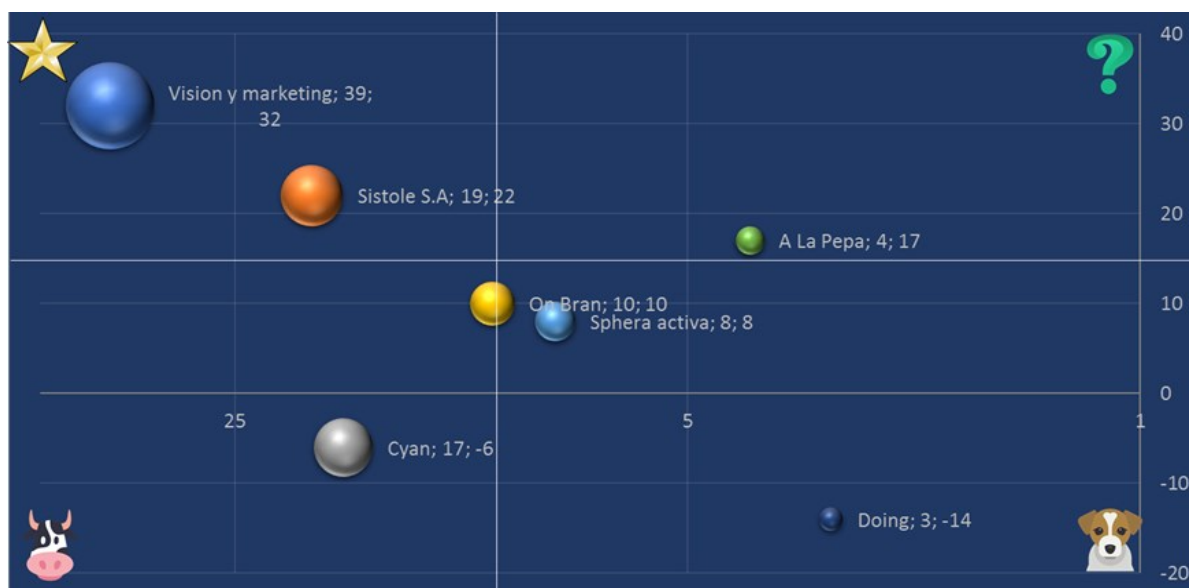 40
Vision y marketing; 39;
32
30
Sistole S.A; 19; 22
20
A La Pepa; 4; 17
On Bran; 10; 10
10
Sphera activa; 8; 8
0
25
5
1
Cyan; 17; -6
-10
Doing; 3; -14
-20